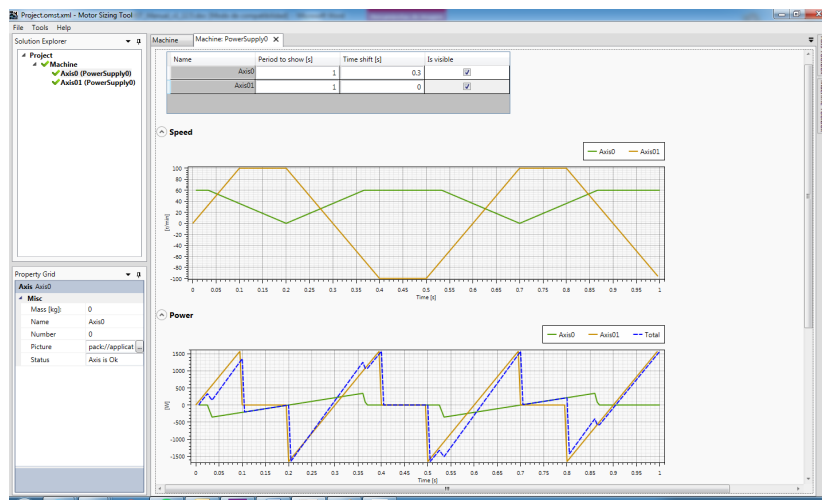 Project.omst.xml - Motor Sizing Tool
File Tools Help
Solution Explorer
Project
Machine
Axis0 (PowerSupply0)
Axis01 (PowerSupply0)
Machine Machine: PowerSupply0
Name Period to show [s] Time shift [s] Is visible
Axis0 1 0.3
Axis01 1 0
Speed
Axis0 Axis01
100
80
60
40
20
0
-20
-40
-60
-80
-100
[r/min]
0 0.05 0.1 0.15 0.2 0.25 0.3 0.35 0.4 0.45 0.5 0.55 0.6 0.65 0.7 0.75 0.8 0.85 0.9 0.95 1
Time [s]
Property Grid
Axis Axis0
Misc
Mass [kg] 0
Name Axis0
Number 0
Picture pack://applicat ...
Status Axis is Ok
Power
Axis0 Axis01 Total
1500
1000
500
0
-500
-1000
-1500
[W]
0 0.05 0.1 0.15 0.2 0.25 0.3 0.35 0.4 0.45 0.5 0.55 0.6 0.65 0.7 0.75 0.8 0.85 0.9 0.95 1
Time [s]